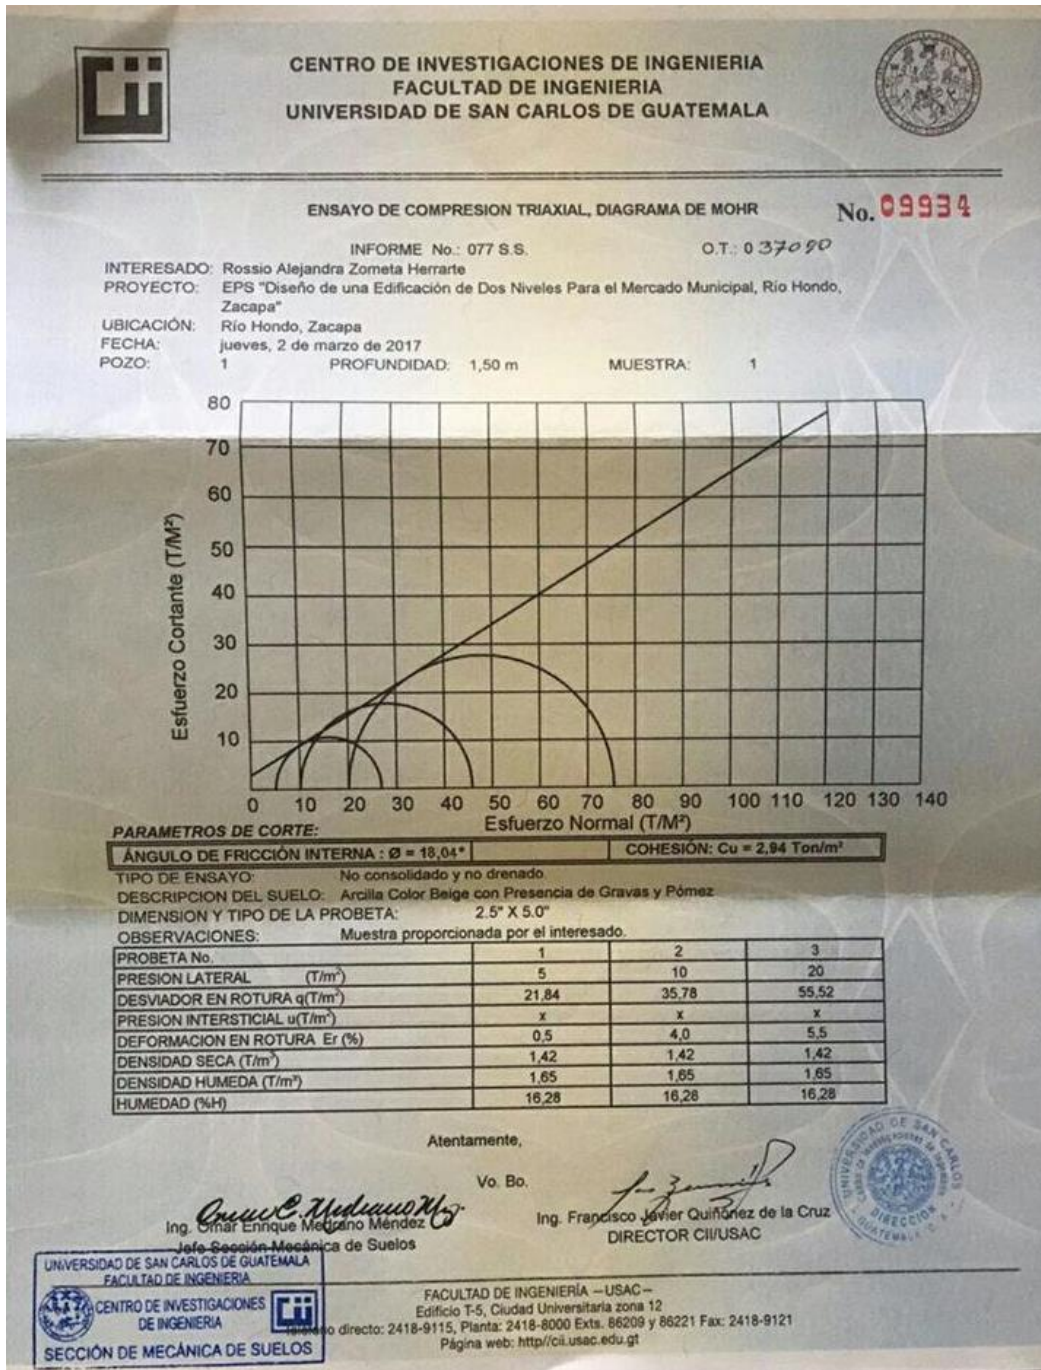 CENTRO DE INVESTIGACIONES DE INGENIERIA
FACULTAD DE INGENIERIA
UNIVERSIDAD DE SAN CARLOS DE GUATEMALA
ENSAYO DE COMPRESION TRIAXIAL, DIAGRAMA DE MOHR
No. 09934
INFORME No.: 077 S.S. O.T.: 037090
INTERESADO: Rossio Alejandra Zometa Herrarte
PROYECTO: EPS "Diseño de una Edificación de Dos Niveles Para el Mercado Municipal, Río Hondo,
Zacapa"
UBICACIÓN: Río Hondo, Zacapa
FECHA: jueves, 2 de marzo de 2017
POZO: 1 PROFUNDIDAD: 1,50 m MUESTRA: 1
80
70
60
50
40
30
20
10
Esfuerzo Cortante (T/M²)
0 10 20 30 40 50 60 70 80 90 100 110 120 130 140
Esfuerzo Normal (T/M²)
PARAMETROS DE CORTE:
ÁNGULO DE FRICCIÓN INTERNA : Ø = 18,04° COHESIÓN: Cu = 2,94 Ton/m²
TIPO DE ENSAYO: No consolidado y no drenado.
DESCRIPCION DEL SUELO: Arcilla Color Beige con Presencia de Gravas y Pómez
DIMENSION Y TIPO DE LA PROBETA: 2.5" X 5.0"
OBSERVACIONES: Muestra proporcionada por el interesado.
PROBETA No. 1 2 3
PRESION LATERAL (T/m²) 5 10 20
DESVIADOR EN ROTURA q(T/m²) 21,84 35,78 55,52
PRESION INTERSTICIAL u(T/m²) x x x
DEFORMACION EN ROTURA Er (%) 0,5 4,0 5,5
DENSIDAD SECA (T/m³) 1,42 1,42 1,42
DENSIDAD HUMEDA (T/m³) 1,65 1,65 1,65
HUMEDAD (%H) 16,28 16,28 16,28
Atentamente,
Vo. Bo.
Ing. Omar Enrique Medrano Méndez
Jefe Sección Mecánica de Suelos
Ing. Francisco Javier Quiñónez de la Cruz
DIRECTOR CII/USAC
UNIVERSIDAD DE SAN CARLOS
DIRECCION
GUATEMALA, C.A.
UNIVERSIDAD DE SAN CARLOS DE GUATEMALA
FACULTAD DE INGENIERIA
CENTRO DE INVESTIGACIONES
DE INGENIERIA
SECCIÓN DE MECÁNICA DE SUELOS
FACULTAD DE INGENIERÍA —USAC—
Edificio T-5, Ciudad Universitaria zona 12
directo: 2418-9115, Planta: 2418-8000 Exts. 86209 y 86221 Fax: 2418-9121
Página web: http//cii.usac.edu.gt